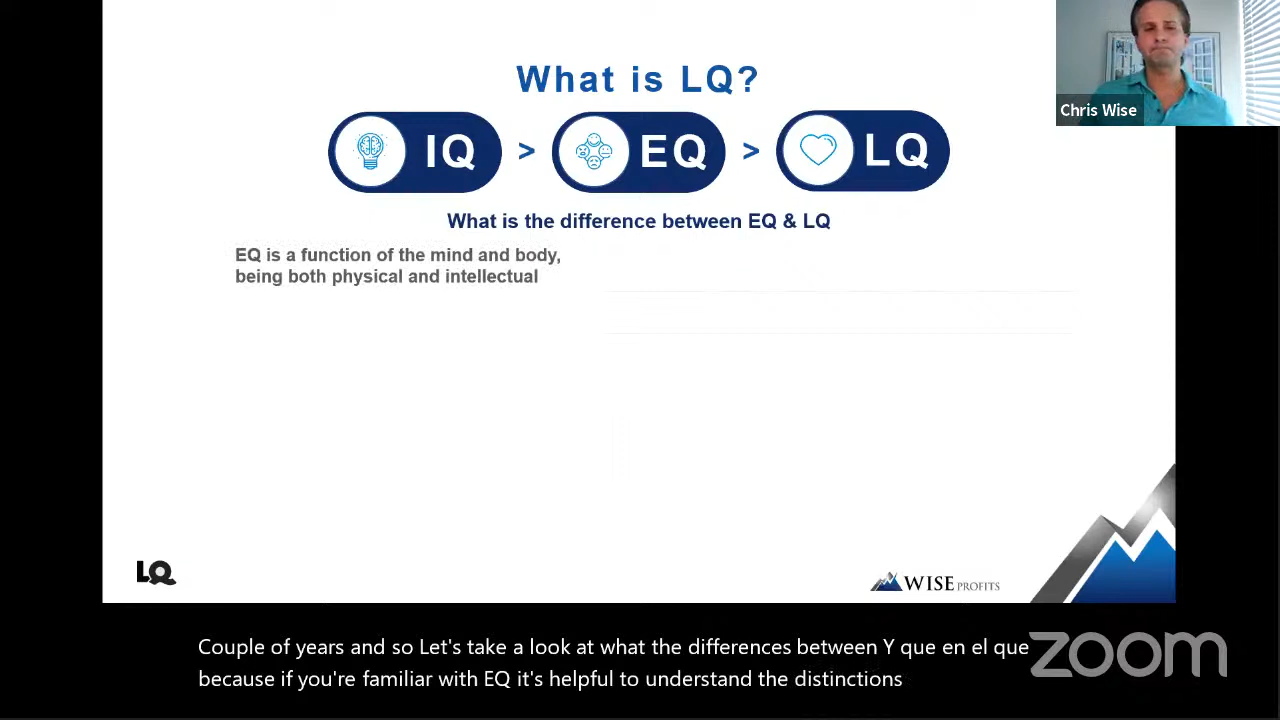 What is LQ?
Chris Wise
IQ > EQ > LQ
What is the difference between EQ & LQ
EQ is a function of the mind and body,
being both physical and intellectual
LQ
WISE PROFITS
Couple of years and so Let's take a look at what the differences between Y que en el que
because if you're familiar with EQ it's helpful to understand the distinctions
zoom